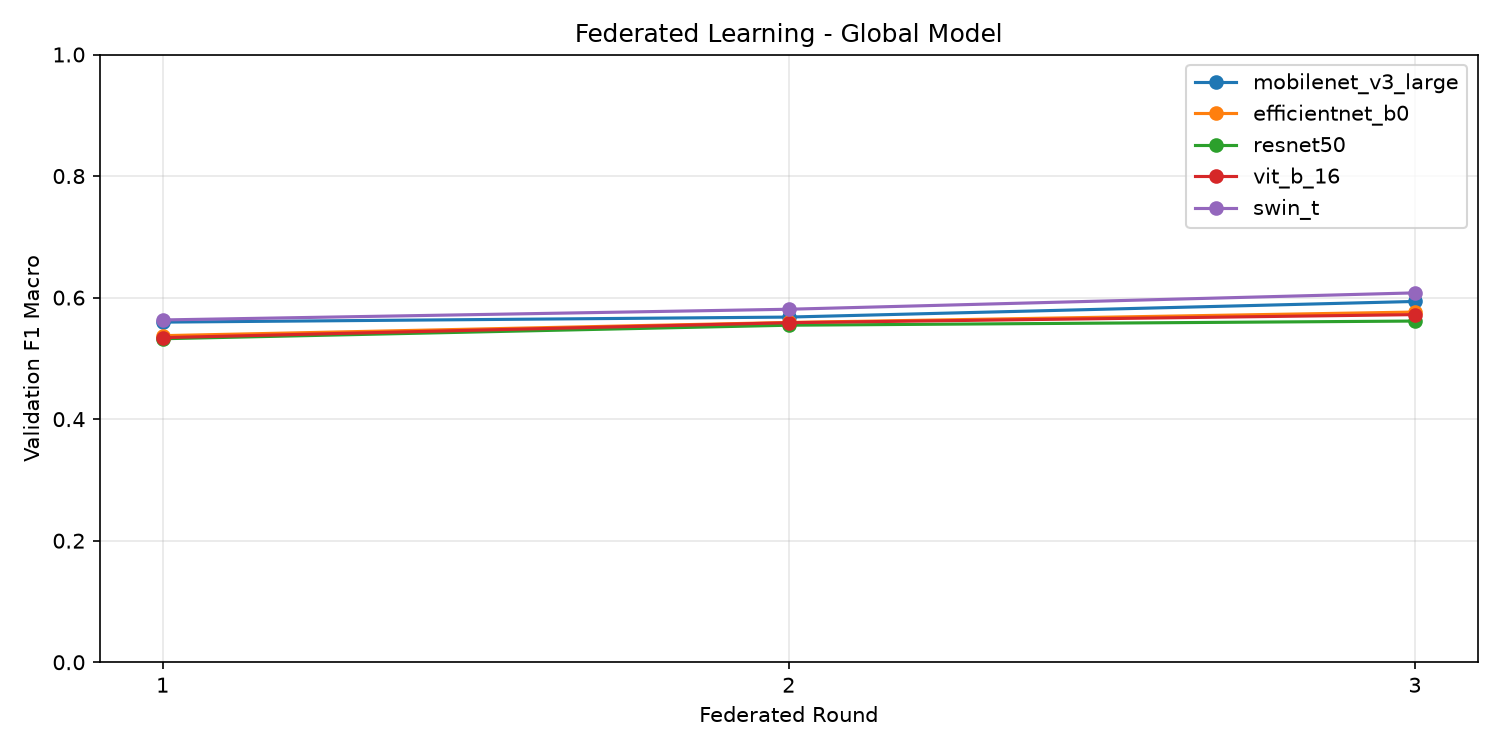 Federated Learning - Global Model
Validation F1 Macro
1.0
0.8
0.6
0.4
0.2
0.0
mobilenet_v3_large
efficientnet_b0
resnet50
vit_b_16
swin_t
1
2
3
Federated Round